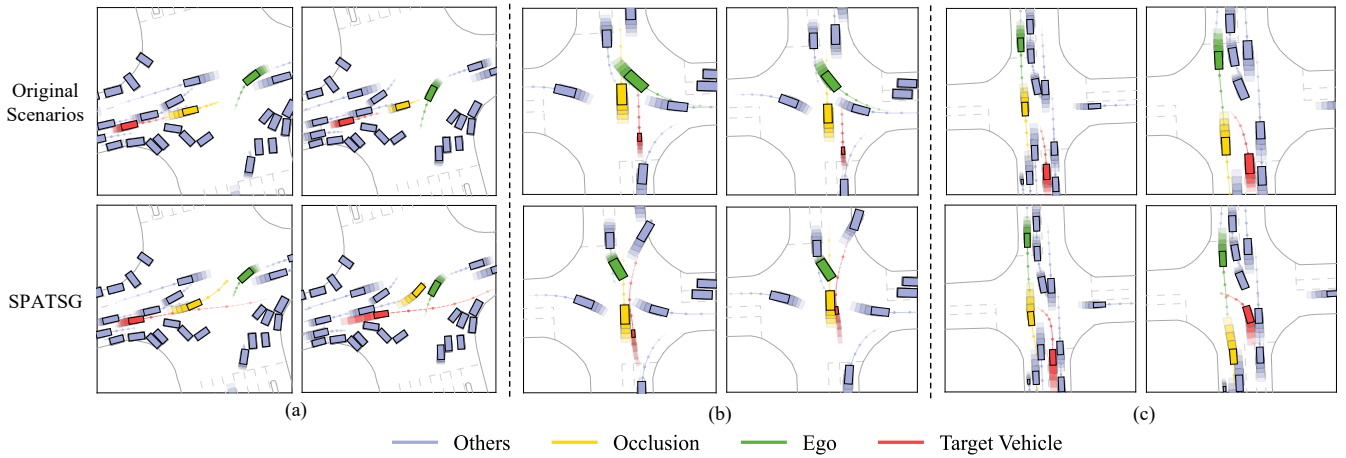 Original
Scenarios
SPATSG
(a)
(b)
(c)
Others
Occlusion
Ego
Target Vehicle